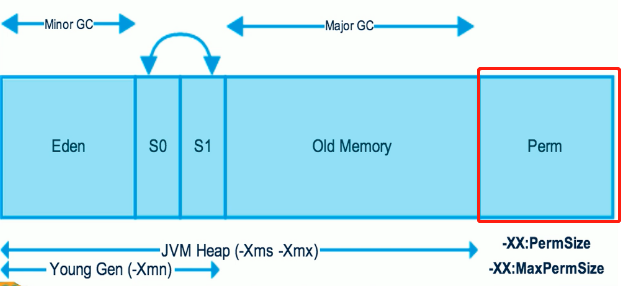 Minor GC
Major GC
Eden
S0
S1
Old Memory
Perm
JVM Heap (-Xms -Xmx)
-XX:PermSize
Young Gen (-Xmn)
-XX:MaxPermSize